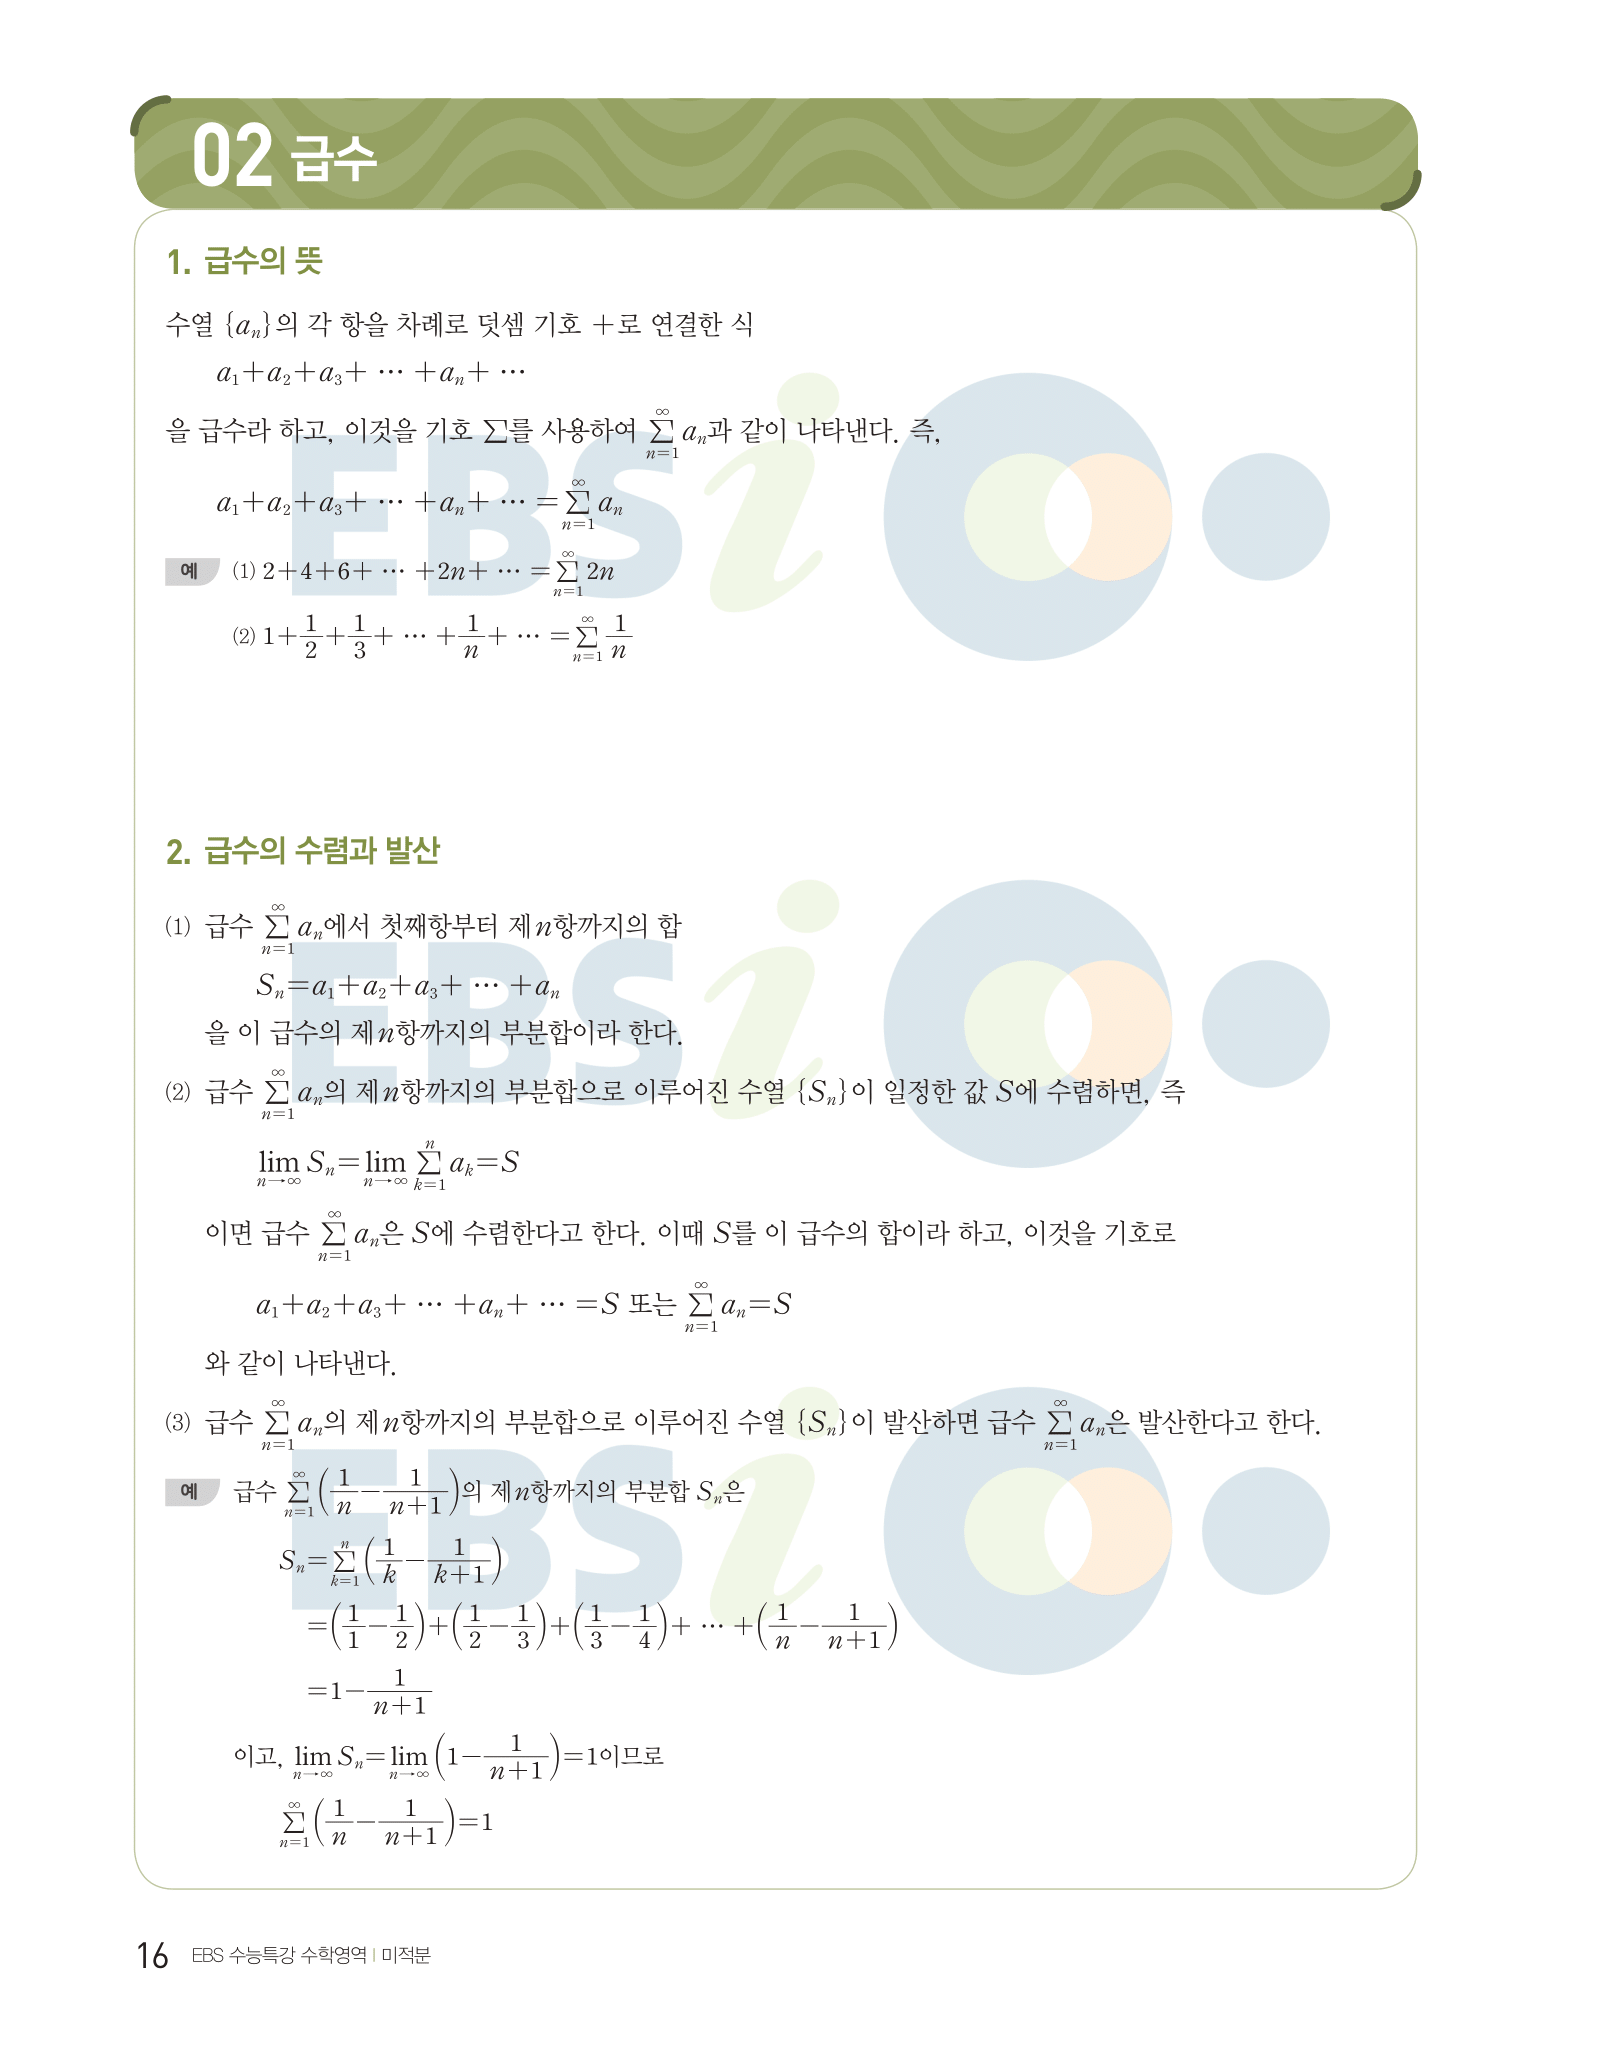 02 급수
1. 급수의 뜻
수열 {aₙ}의 각 항을 차례로 덧셈 기호 +로 연결한 식
a₁+a₂+a₃+ ⋯ +aₙ+ ⋯
을 급수라 하고, 이것을 기호 ∑를 사용하여 $\sum_{n=1}^{\infty} a_n$과 같이 나타낸다. 즉,
$a_1+a_2+a_3+ \cdots +a_n+ \cdots =\sum_{n=1}^{\infty} a_n$
예 (1) $2+4+6+ \cdots +2n+ \cdots =\sum_{n=1}^{\infty} 2n$
(2) $1+\frac{1}{2}+\frac{1}{3}+ \cdots +\frac{1}{n}+ \cdots =\sum_{n=1}^{\infty} \frac{1}{n}$
2. 급수의 수렴과 발산
(1) 급수 $\sum_{n=1}^{\infty} a_n$에서 첫째항부터 제n항까지의 합
$S_n=a_1+a_2+a_3+ \cdots +a_n$
을 이 급수의 제n항까지의 부분합이라 한다.
(2) 급수 $\sum_{n=1}^{\infty} a_n$의 제n항까지의 부분합으로 이루어진 수열 {Sₙ}이 일정한 값 S에 수렴하면, 즉
$\lim_{n \to \infty} S_n=\lim_{n \to \infty} \sum_{k=1}^{n} a_k=S$
이면 급수 $\sum_{n=1}^{\infty} a_n$은 S에 수렴한다고 한다. 이때 S를 이 급수의 합이라 하고, 이것을 기호로
$a_1+a_2+a_3+ \cdots +a_n+ \cdots =S$ 또는 $\sum_{n=1}^{\infty} a_n=S$
와 같이 나타낸다.
(3) 급수 $\sum_{n=1}^{\infty} a_n$의 제n항까지의 부분합으로 이루어진 수열 {Sₙ}이 발산하면 급수 $\sum_{n=1}^{\infty} a_n$은 발산한다고 한다.
예 급수 $\sum_{n=1}^{\infty} \left(\frac{1}{n}-\frac{1}{n+1}\right)$의 제n항까지의 부분합 Sₙ은
$S_n=\sum_{k=1}^{n} \left(\frac{1}{k}-\frac{1}{k+1}\right)$
$=\left(\frac{1}{1}-\frac{1}{2}\right)+\left(\frac{1}{2}-\frac{1}{3}\right)+\left(\frac{1}{3}-\frac{1}{4}\right)+ \cdots +\left(\frac{1}{n}-\frac{1}{n+1}\right)$
$=1-\frac{1}{n+1}$
이고, $\lim_{n \to \infty} S_n=\lim_{n \to \infty} \left(1-\frac{1}{n+1}\right)=1$이므로
$\sum_{n=1}^{\infty} \left(\frac{1}{n}-\frac{1}{n+1}\right)=1$
EBSi
EBSi
EBSi
16 EBS 수능특강 수학영역 | 미적분